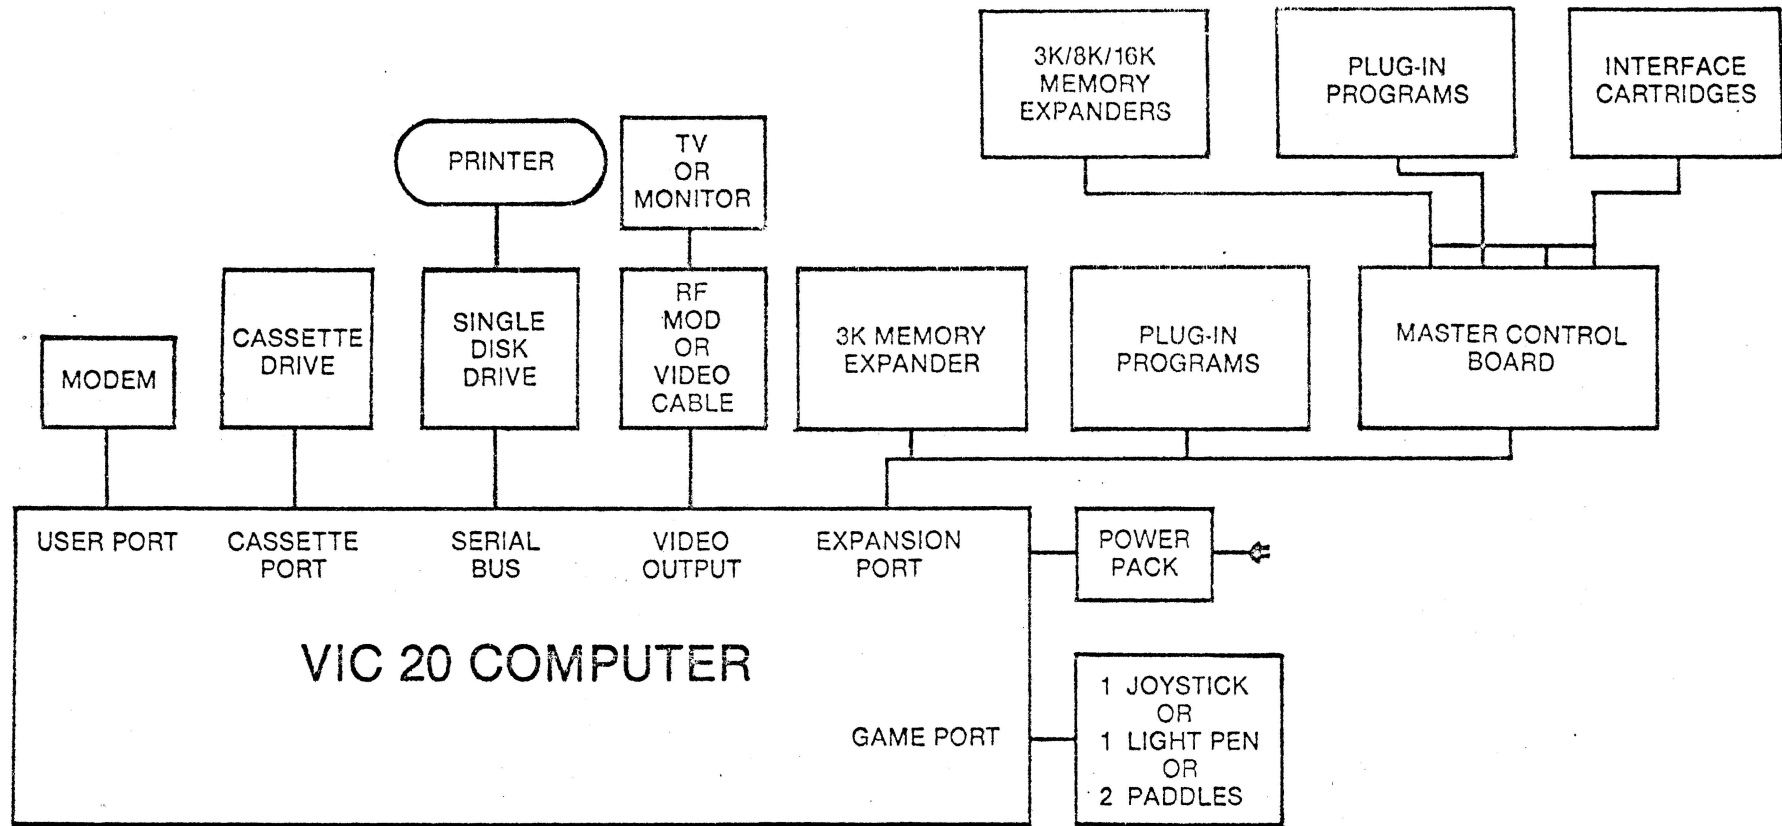 3K/8K/16K
MEMORY
EXPANDERS
PLUG-IN
PROGRAMS
INTERFACE
CARTRIDGES
PRINTER
TV
OR
MONITOR
MODEM
CASSETTE
DRIVE
SINGLE
DISK
DRIVE
RF
MOD
OR
VIDEO
CABLE
3K MEMORY
EXPANDER
PLUG-IN
PROGRAMS
MASTER CONTROL
BOARD
USER PORT
CASSETTE
PORT
SERIAL
BUS
VIDEO
OUTPUT
EXPANSION
PORT
POWER
PACK
VIC 20 COMPUTER
GAME PORT
1 JOYSTICK
OR
1 LIGHT PEN
OR
2 PADDLES